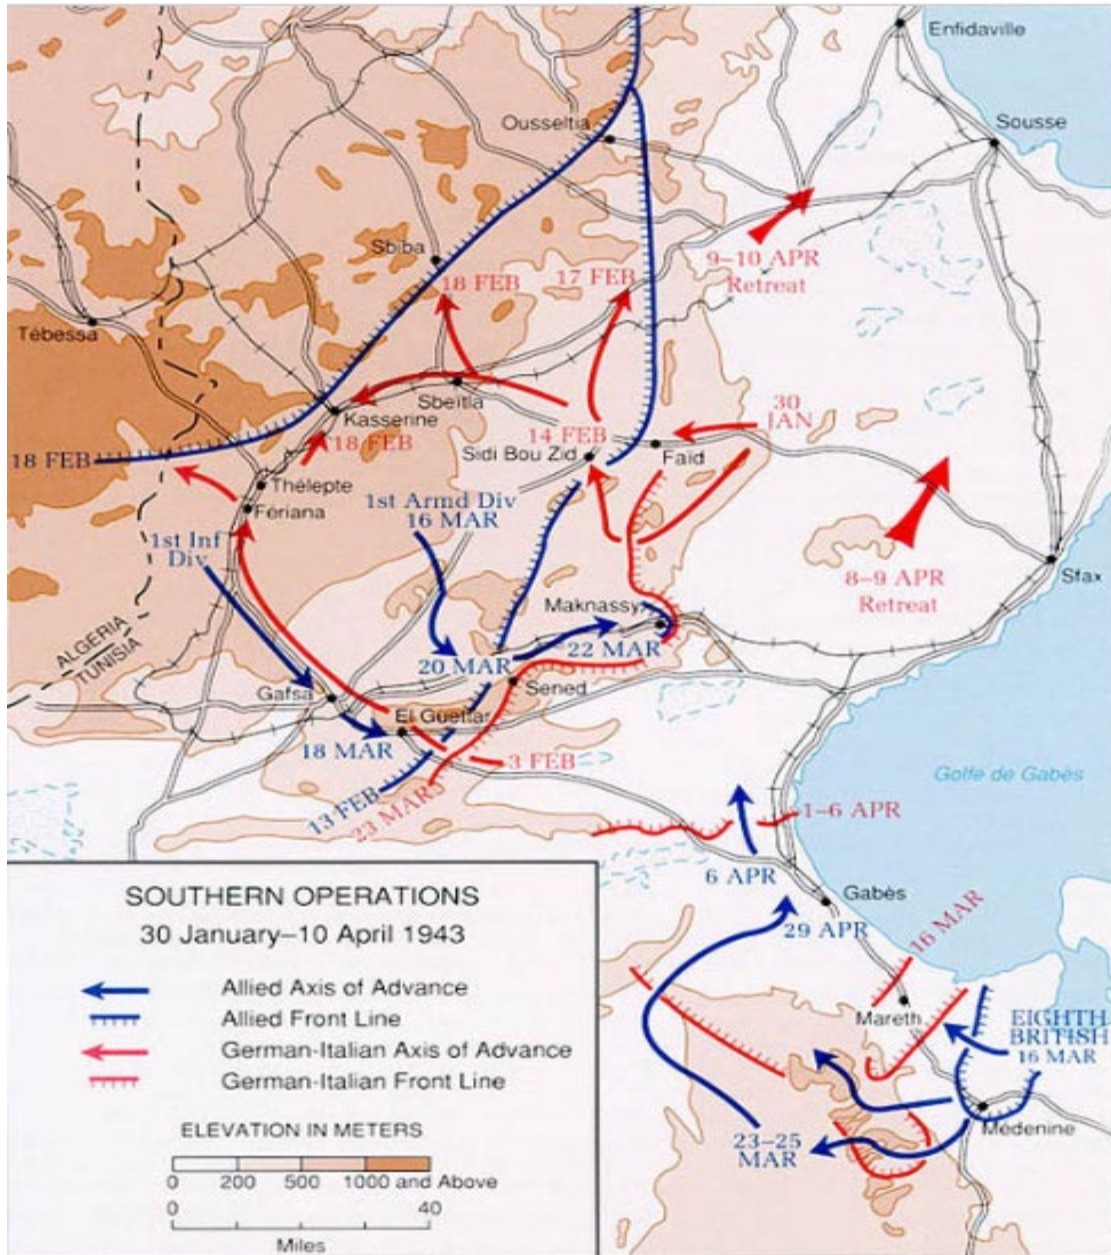 Enfidaville
Ousseltia
Sousse
Sbiba
18 FEB
17 FEB
9–10 APR
Retreat
Tébessa
Sbeïtla
Kasserine
18 FEB
30
JAN
14 FEB
Sidi Bou Zid
Faïd
18 FEB
Thélepte
Fériana
1st Armd Div
16 MAR
1st Inf
Div
Sfax
8–9 APR
Retreat
Maknassy
22 MAR
20 MAR
ALGERIA
TUNISIA
Gafsa
Sened
El Guettar
18 MAR
3 FEB
13 FEB
23 MAR
Golfe de Gabès
1–6 APR
6 APR
Gabès
29 APR
16 MAR
Mareth
EIGHTH
BRITISH
16 MAR
Médenine
23–25
MAR
SOUTHERN OPERATIONS
30 January–10 April 1943
Allied Axis of Advance
Allied Front Line
German-Italian Axis of Advance
German-Italian Front Line
ELEVATION IN METERS
0 200 500 1000 and Above
0 40
Miles